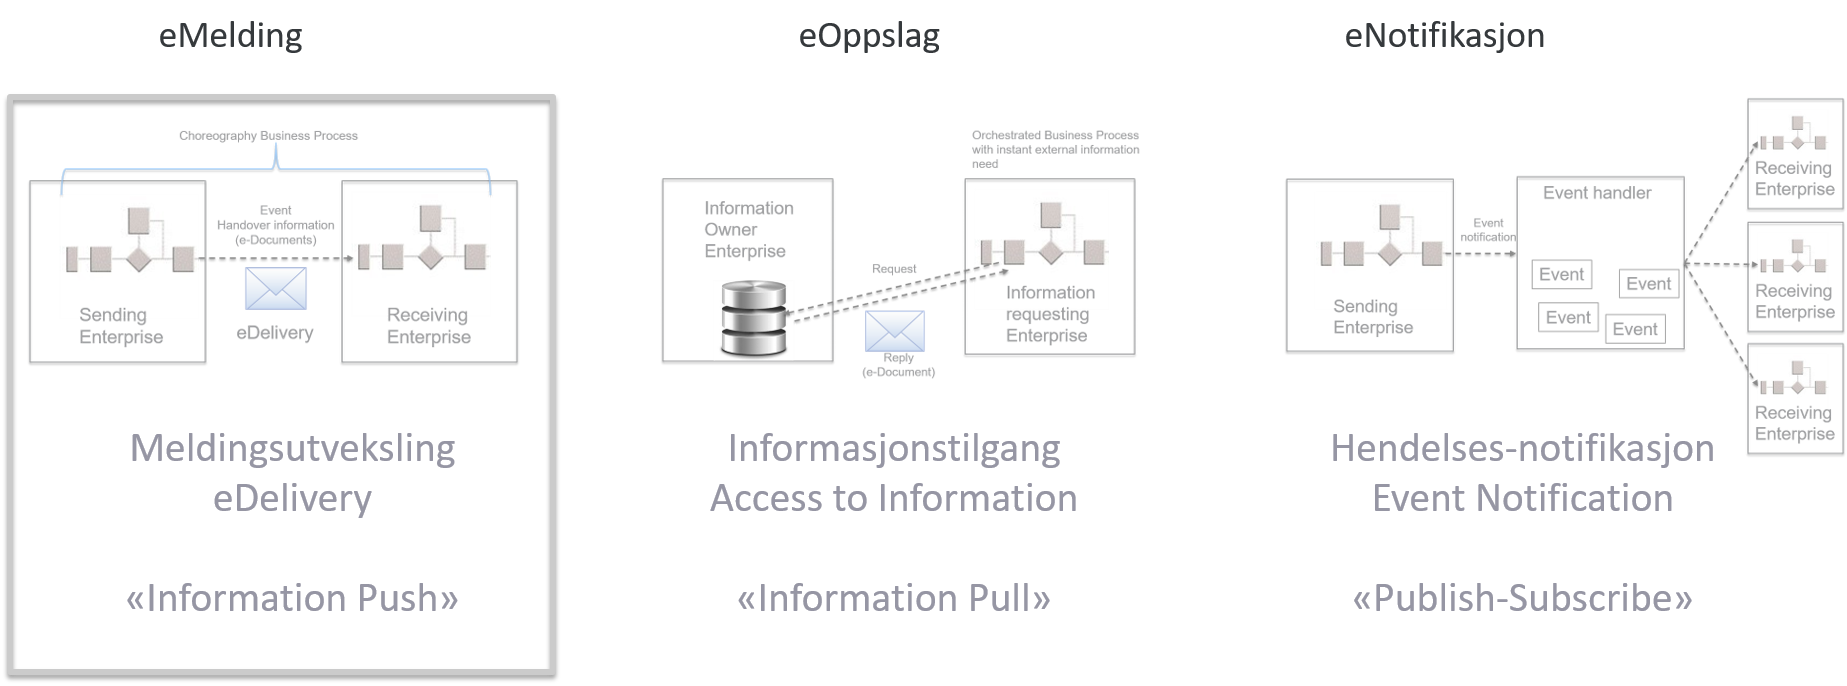 eMelding
Choreography Business Process
Event
Handover information
(e-Documents)
Sending
Enterprise
eDelivery
Receiving
Enterprise
Meldingsutveksling
eDelivery
«Information Push»
eOppslag
Orchestrated Business Process
with instant external information
need
Information
Owner
Enterprise
Request
Information
requesting
Enterprise
Reply
(e-Document)
Informasjonstilgang
Access to Information
«Information Pull»
eNotifikasjon
Sending
Enterprise
Event
notification
Event handler
Event
Event
Event
Event
Receiving
Enterprise
Receiving
Enterprise
Receiving
Enterprise
Hendelses-notifikasjon
Event Notification
«Publish-Subscribe»